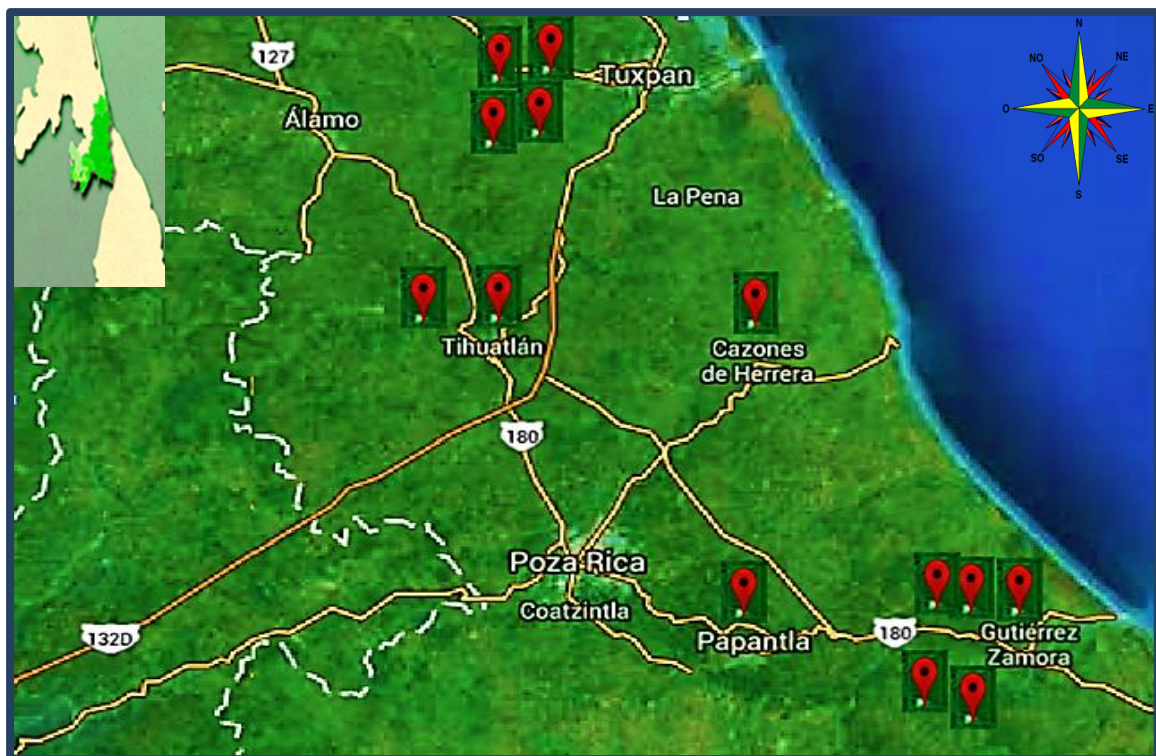 N
NO
NE
O
E
SO
SE
S
127
Tuxpan
Álamo
La Pena
Tihuatlán
Cazones
de Herrera
180
Poza Rica
Coatzintla
132D
Papantla
180
Gutiérrez
Zamora